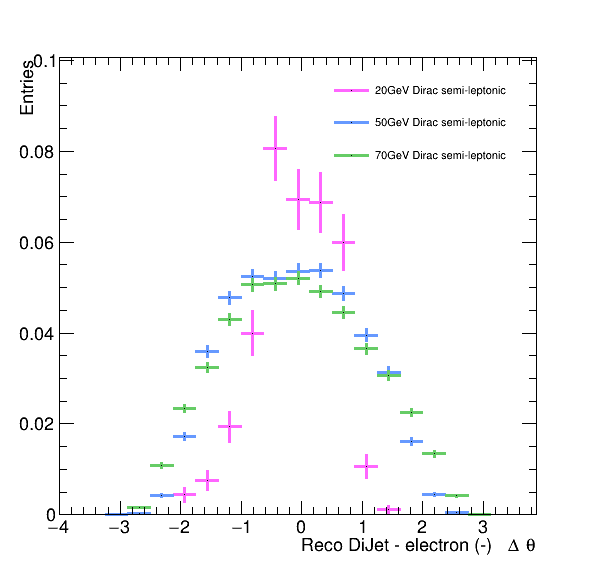 Entries
0.1
0.08
0.06
0.04
0.02
0
−4 −3 −2 −1 0 1 2 3
Reco DiJet - electron (-) Δ θ
20GeV Dirac semi-leptonic
50GeV Dirac semi-leptonic
70GeV Dirac semi-leptonic